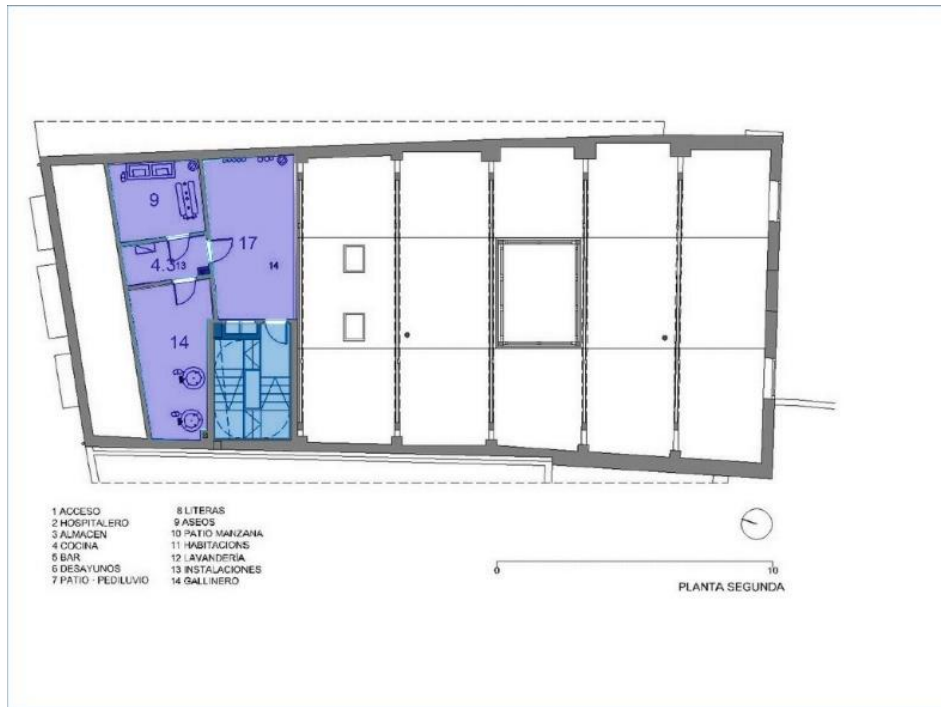 9
17
4.3
13
14
14
1 ACCESO
2 HOSPITALERO
3 ALMACEN
4 COCINA
5 BAR
6 DESAYUNOS
7 PATIO - PEDILUVIO
8 LITERAS
9 ASEOS
10 PATIO MANZANA
11 HABITACIONS
12 LAVANDERÍA
13 INSTALACIONES
14 GALLINERO
0
10
PLANTA SEGUNDA